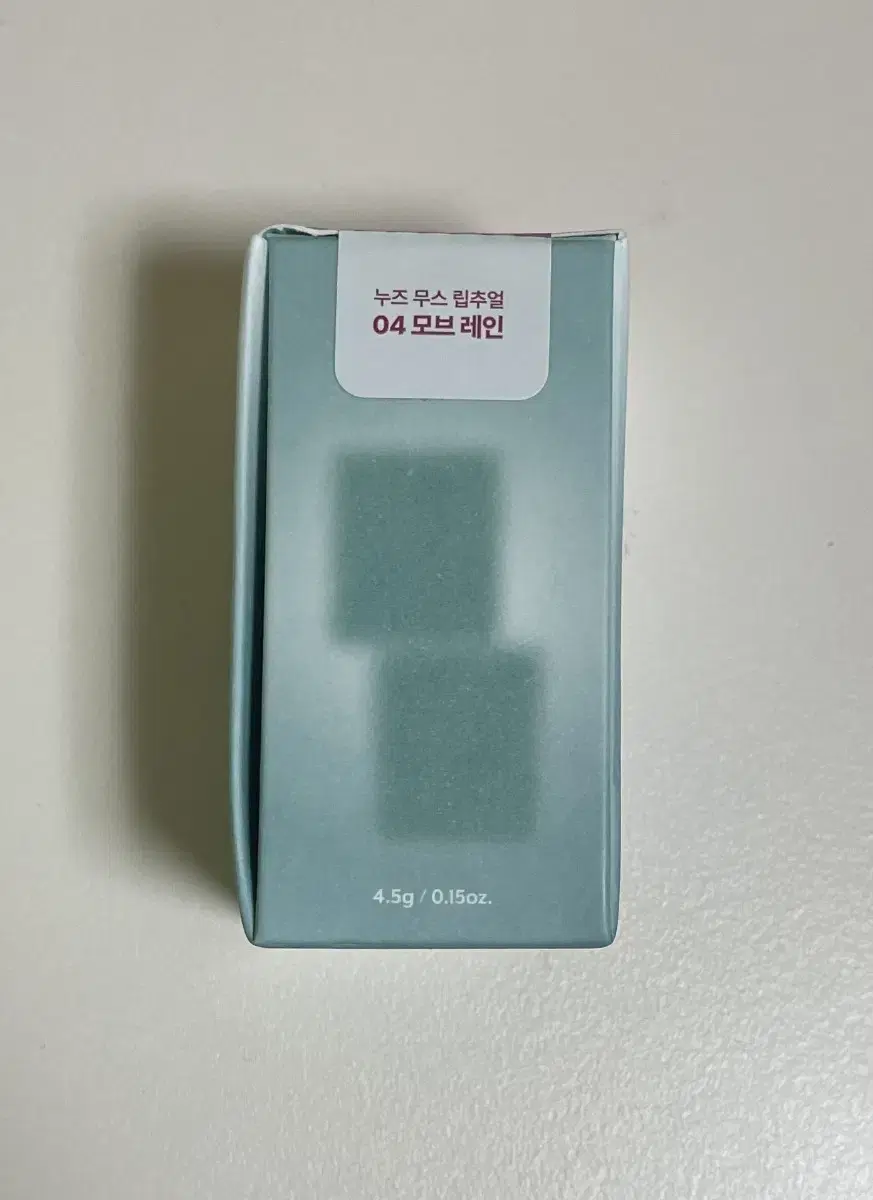 누즈 무스 립추얼
04 모브 레인
4.5g / 0.15oz.